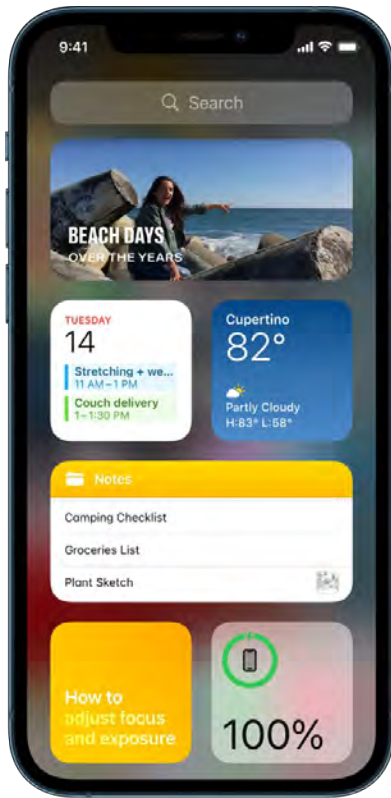 9:41
Search
BEACH DAYS
OVER THE YEARS
TUESDAY
14
Stretching + we...
11 AM–1 PM
Couch delivery
1–1:30 PM
Cupertino
82°
Partly Cloudy
H:83° L:58°
Notes
Camping Checklist
Groceries List
Plant Sketch
How to
adjust focus
and exposure
100%